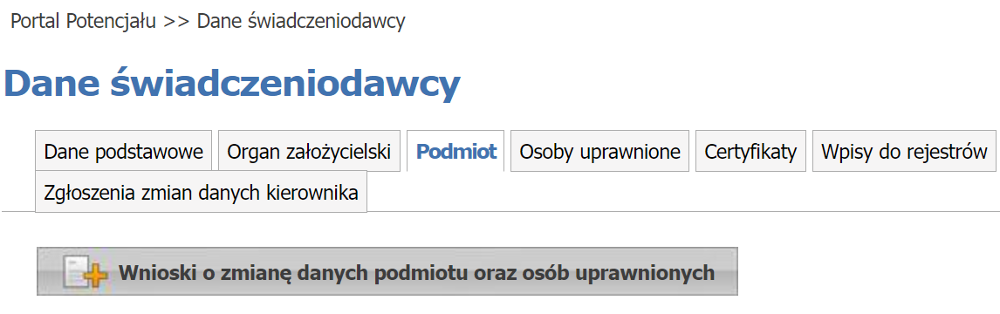 Portal Potencjału >> Dane świadczeniodawcy
Dane świadczeniodawcy
Dane podstawowe Organ założycielski Podmiot Osoby uprawnione Certyfikaty Wpisy do rejestrów
Zgłoszenia zmian danych kierownika
Wnioski o zmianę danych podmiotu oraz osób uprawnionych